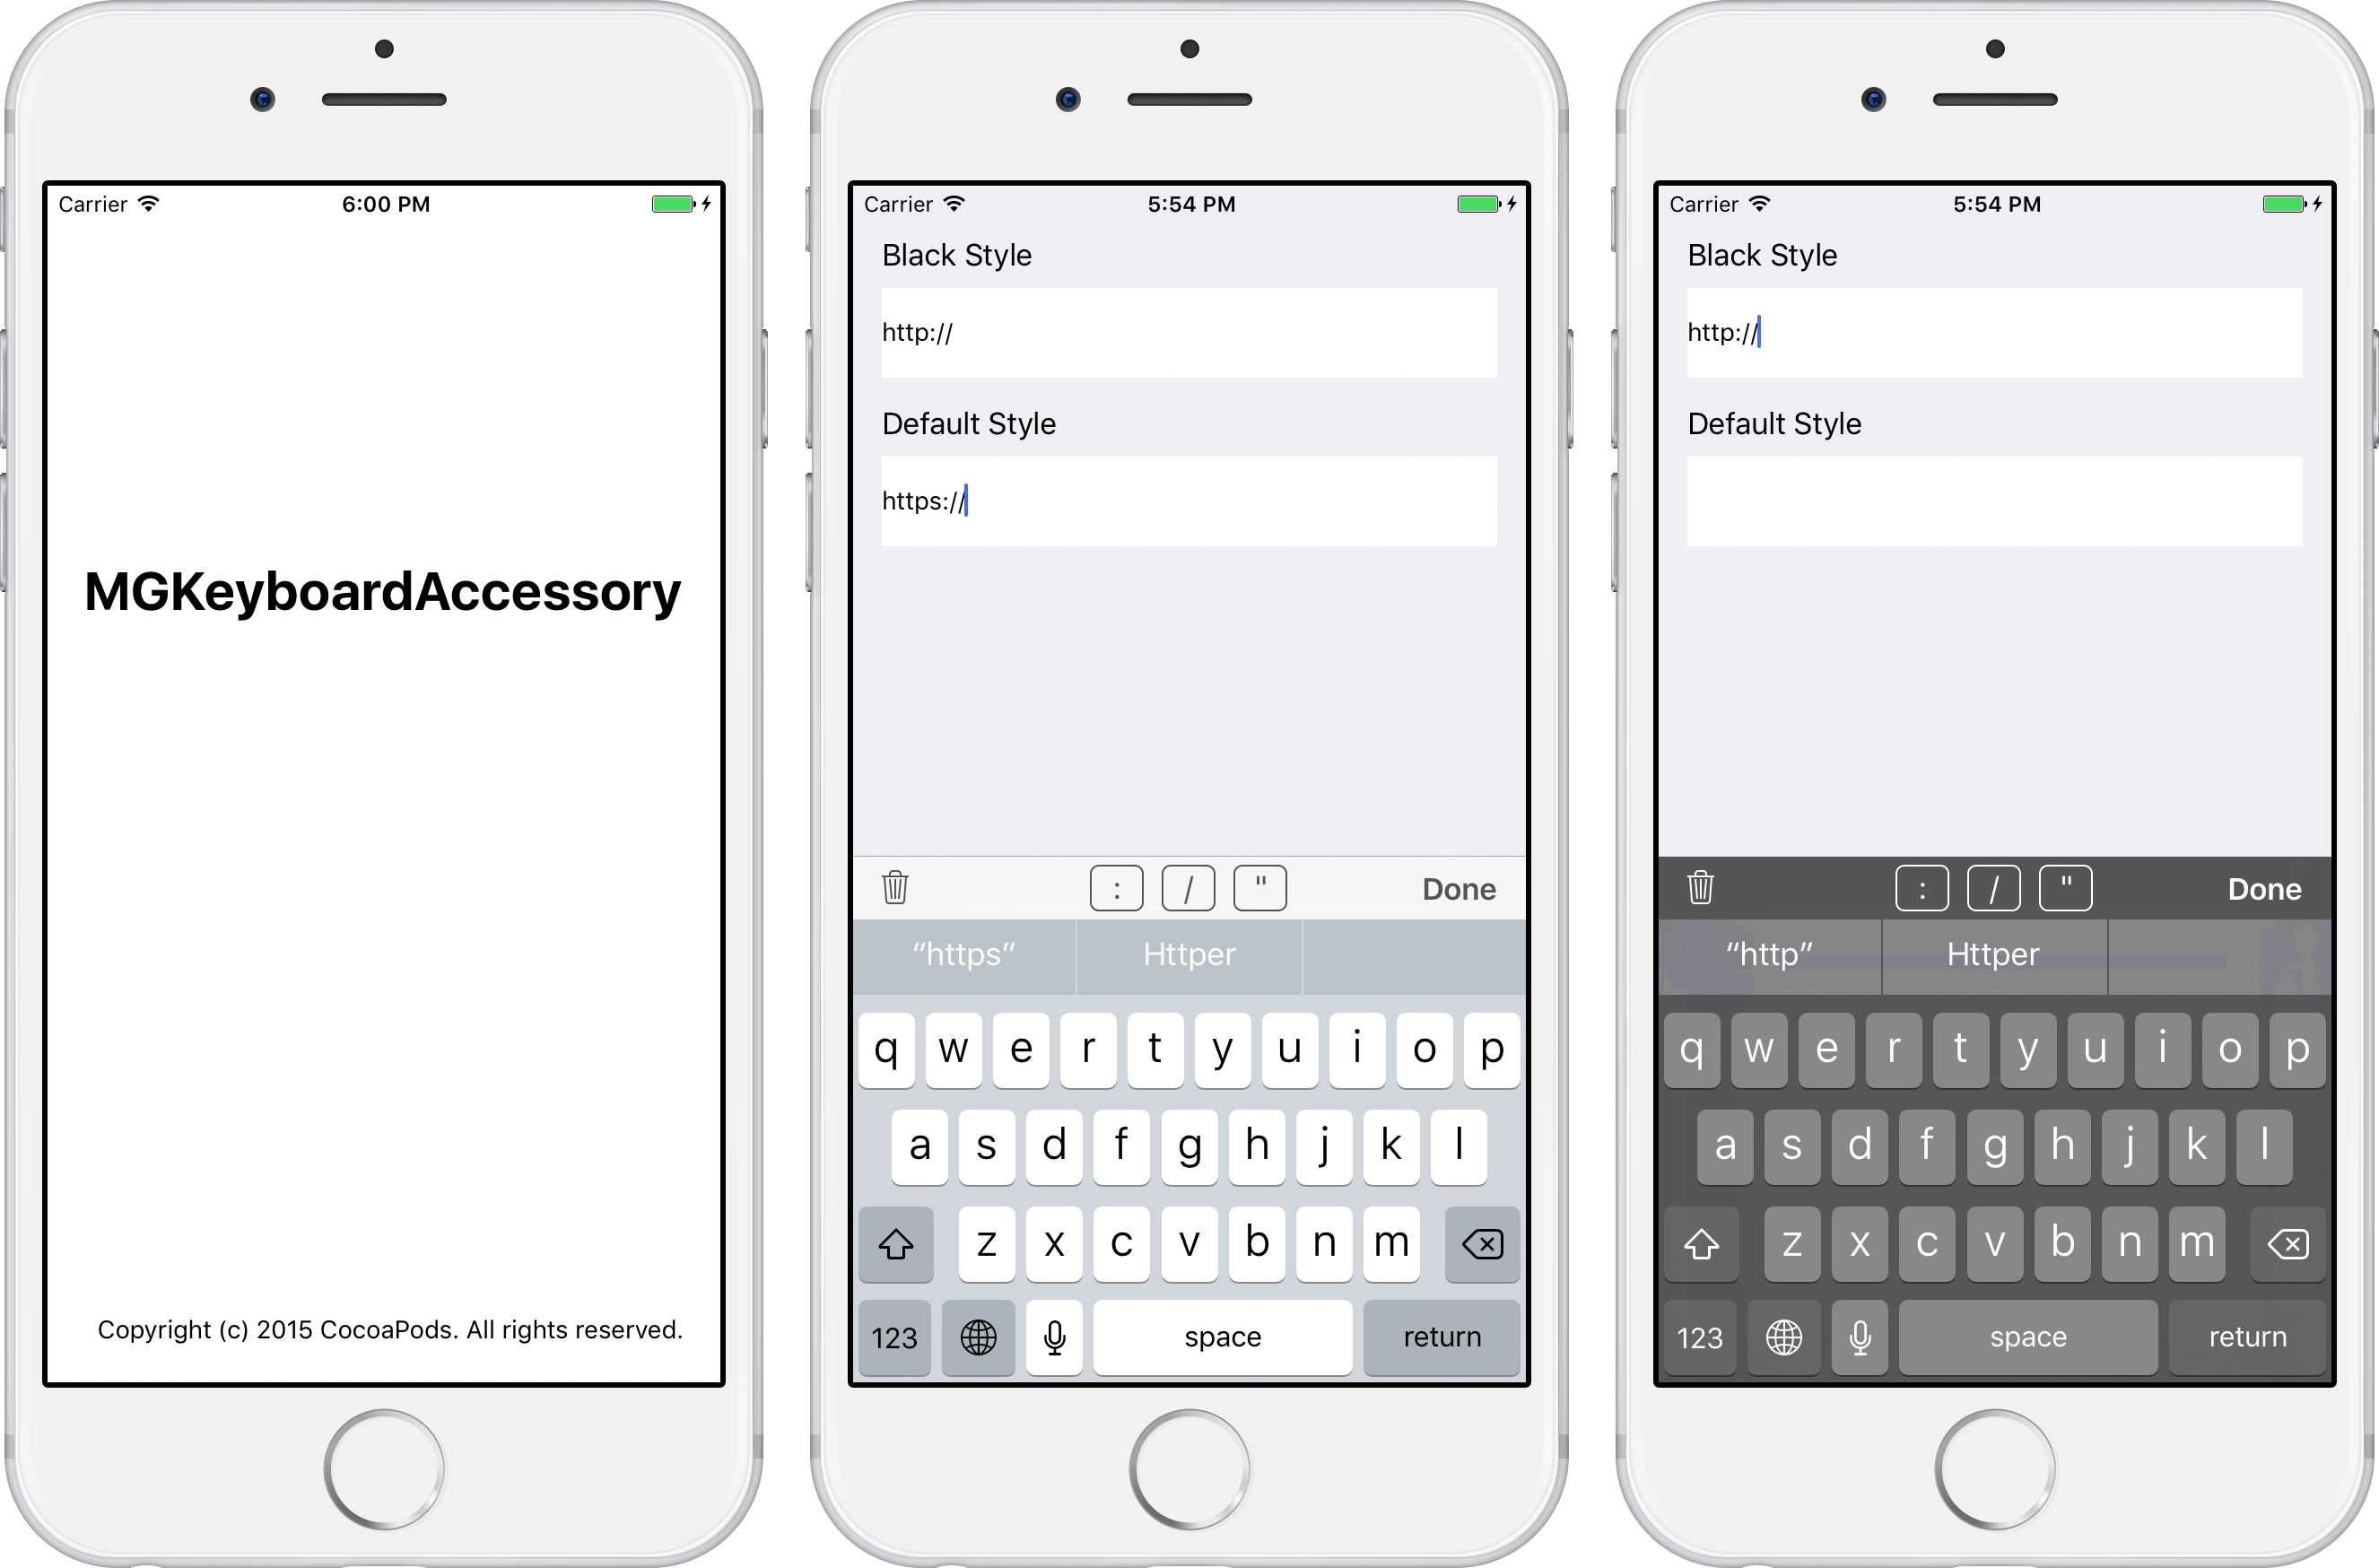 Carrier 6:00 PM
MGKeyboardAccessory
Copyright (c) 2015 CocoaPods. All rights reserved.
Carrier 5:54 PM
Black Style
http://
Default Style
https://
: / " Done
“https” Httper
q w e r t y u i o p
a s d f g h j k l
z x c v b n m
123 space return
Carrier 5:54 PM
Black Style
http://
Default Style
: / " Done
“http” Httper
q w e r t y u i o p
a s d f g h j k l
z x c v b n m
123 space return